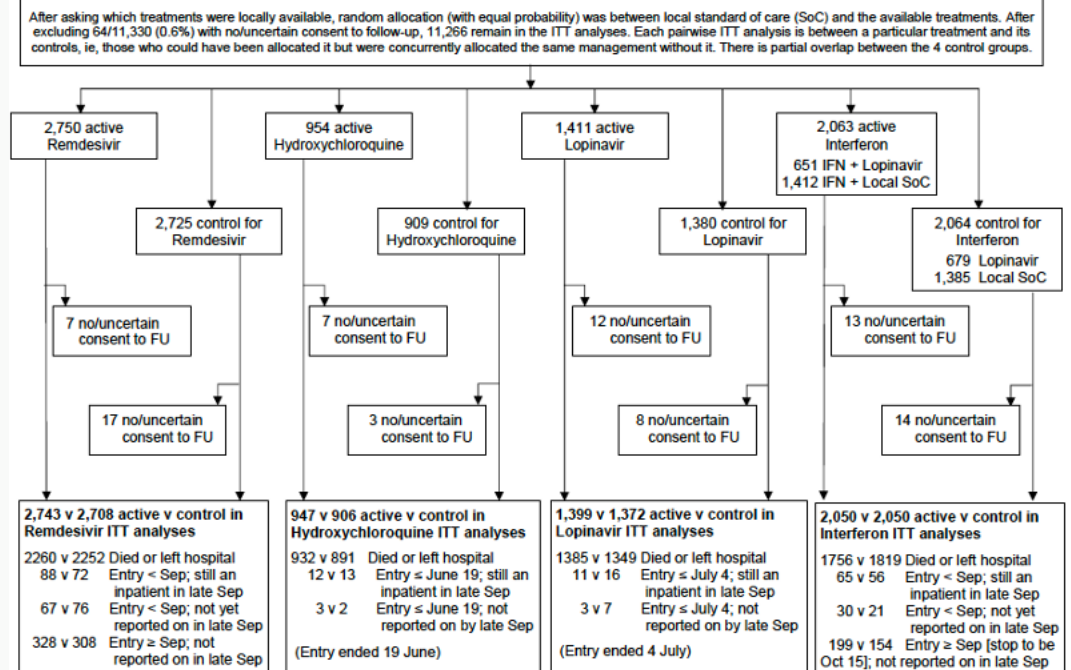 After asking which treatments were locally available, random allocation (with equal probability) was between local standard of care (SoC) and the available treatments. After
excluding 64/11,330 (0.6%) with no/uncertain consent to follow-up, 11,266 remain in the ITT analyses. Each pairwise ITT analysis is between a particular treatment and its
controls, ie, those who could have been allocated it but were concurrently allocated the same management without it. There is partial overlap between the 4 control groups.
2,750 active
Remdesivir
954 active
Hydroxychloroquine
1,411 active
Lopinavir
2,063 active
Interferon
651 IFN + Lopinavir
1,412 IFN + Local SoC
2,725 control for
Remdesivir
909 control for
Hydroxychloroquine
1,380 control for
Lopinavir
2,064 control for
Interferon
679 Lopinavir
1,385 Local SoC
7 no/uncertain
consent to FU
7 no/uncertain
consent to FU
12 no/uncertain
consent to FU
13 no/uncertain
consent to FU
17 no/uncertain
consent to FU
3 no/uncertain
consent to FU
8 no/uncertain
consent to FU
14 no/uncertain
consent to FU
2,743 v 2,708 active v control in
Remdesivir ITT analyses
2260 v 2252 Died or left hospital
88 v 72 Entry < Sep; still an
inpatient in late Sep
67 v 76 Entry < Sep; not yet
reported on in late Sep
328 v 308 Entry ≥ Sep; not
reported on in late Sep
947 v 906 active v control in
Hydroxychloroquine ITT analyses
932 v 891 Died or left hospital
12 v 13 Entry ≤ June 19; still an
inpatient in late Sep
3 v 2 Entry ≤ June 19; not
reported on by late Sep
(Entry ended 19 June)
1,399 v 1,372 active v control in
Lopinavir ITT analyses
1385 v 1349 Died or left hospital
11 v 16 Entry ≤ July 4; still an
inpatient in late Sep
3 v 7 Entry ≤ July 4; not
reported on by late Sep
(Entry ended 4 July)
2,050 v 2,050 active v control in
Interferon ITT analyses
1756 v 1819 Died or left hospital
65 v 56 Entry < Sep; still an
inpatient in late Sep
30 v 21 Entry < Sep; not yet
reported on in late Sep
199 v 154 Entry ≥ Sep [stop to be
Oct 15]; not reported on in late Sep